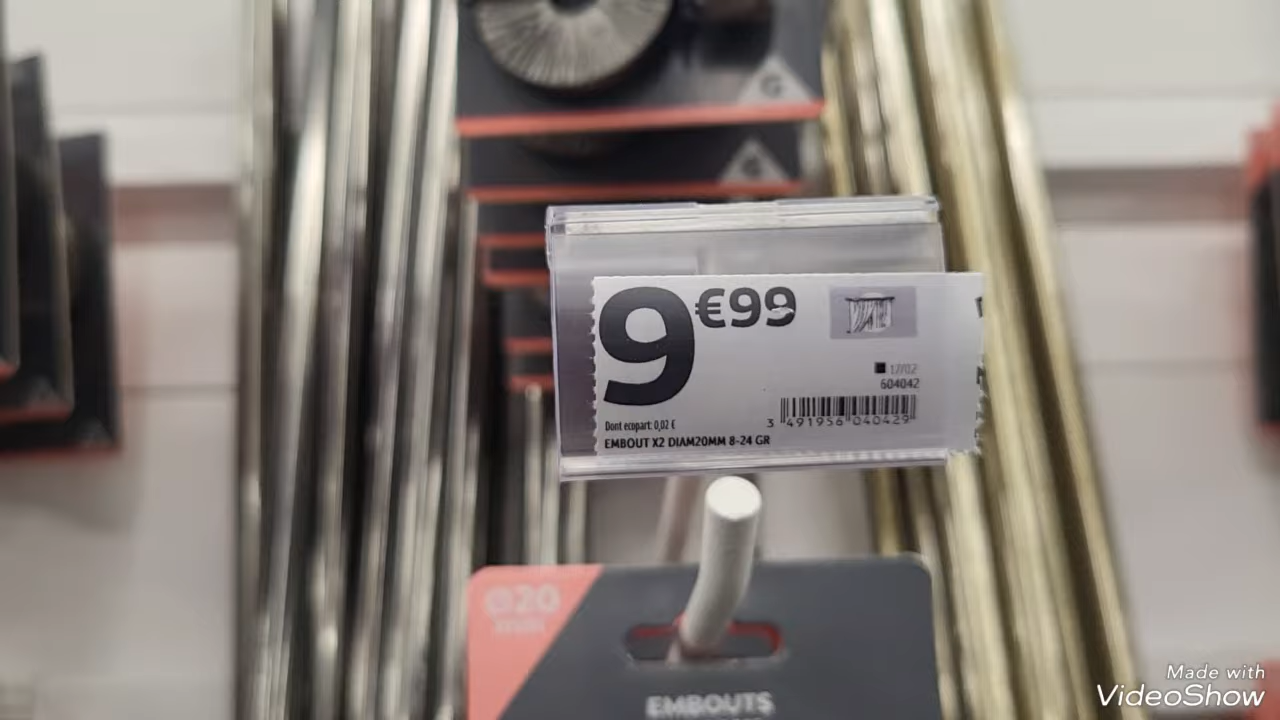 G
G
9€99
17/02
604042
3 491956 040429
Dont ecopart: 0,02 €
EMBOUT X2 DIAM20MM 8-24 GR
Ø20
EMBOUTS
Made with
VideoShow